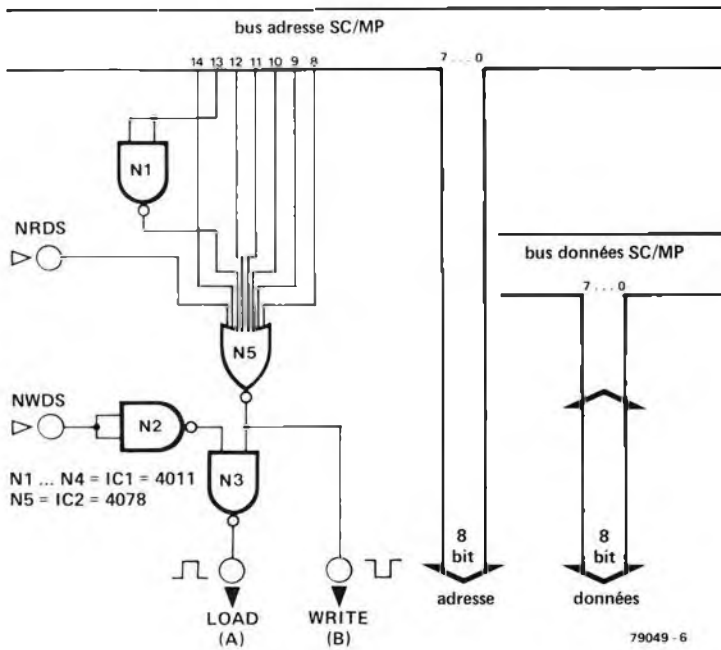 bus adresse SC/MP
14 13 12 11 10 9 8
7 . . . 0
N1
NRDS
bus données SC/MP
7 . . . 0
N5
NWDS
N2
N3
N1 ... N4 = IC1 = 4011
N5 = IC2 = 4078
8
bit
8
bit
adresse
données
LOAD
(A)
WRITE
(B)
79049 - 6